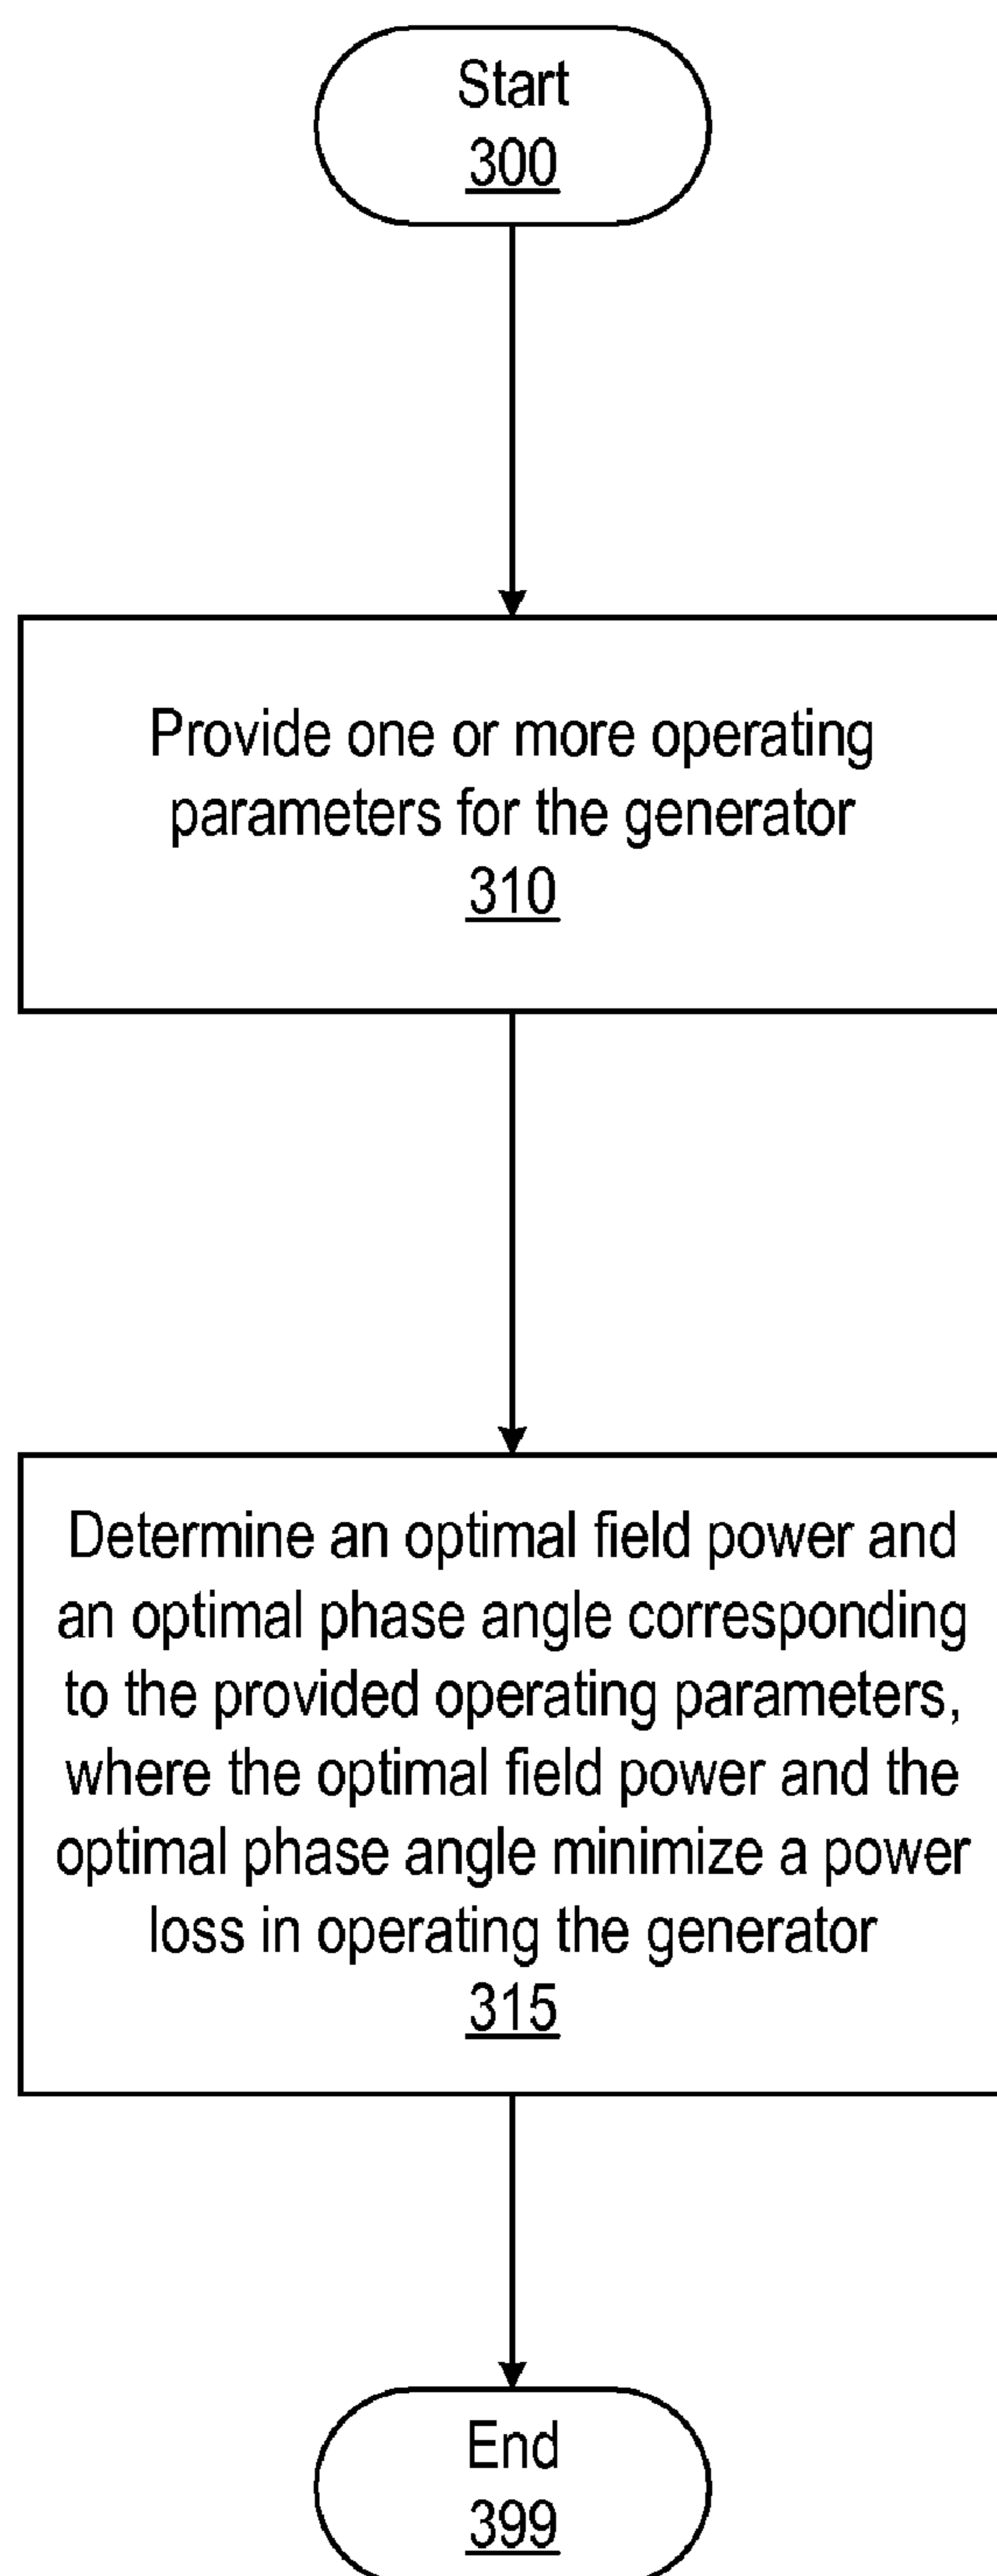 Start
300
Provide one or more operating
parameters for the generator
310
Determine an optimal field power and
an optimal phase angle corresponding
to the provided operating parameters,
where the optimal field power and the
optimal phase angle minimize a power
loss in operating the generator
315
End
399